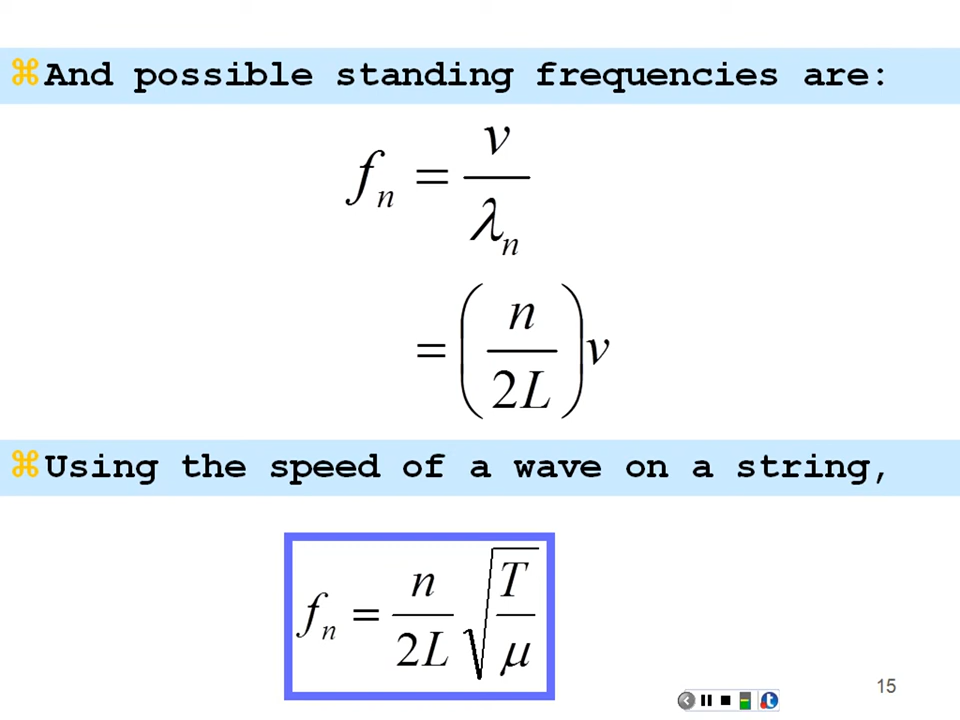 ⌘And possible standing frequencies are:
fₙ = v / λₙ
= (n / 2L) v
⌘Using the speed of a wave on a string,
fₙ = n / 2L √(T / μ)
15